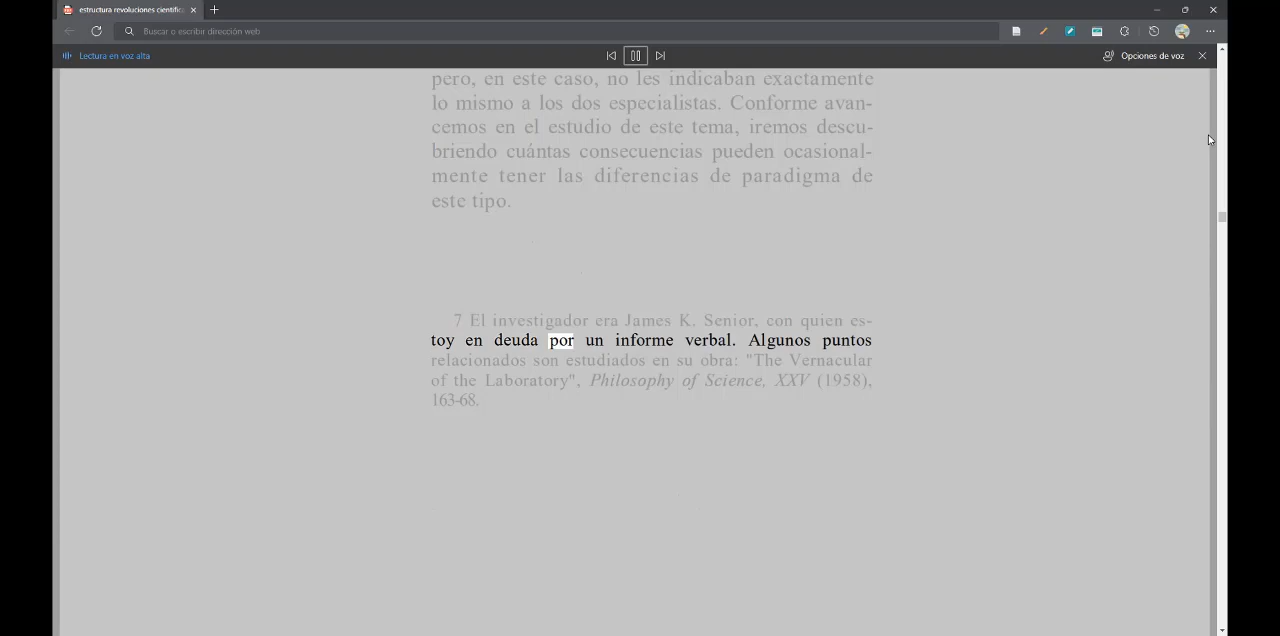 estructura revoluciones científic
Buscar o escribir dirección web
Lectura en voz alta
Opciones de voz
pero, en este caso, no les indicaban exactamente
lo mismo a los dos especialistas. Conforme avan-
cemos en el estudio de este tema, iremos descu-
briendo cuántas consecuencias pueden ocasional-
mente tener las diferencias de paradigma de
este tipo.
7 El investigador era James K. Senior, con quien es-
toy en deuda por un informe verbal. Algunos puntos
relacionados son estudiados en su obra: "The Vernacular
of the Laboratory", Philosophy of Science, XXV (1958),
163-68.